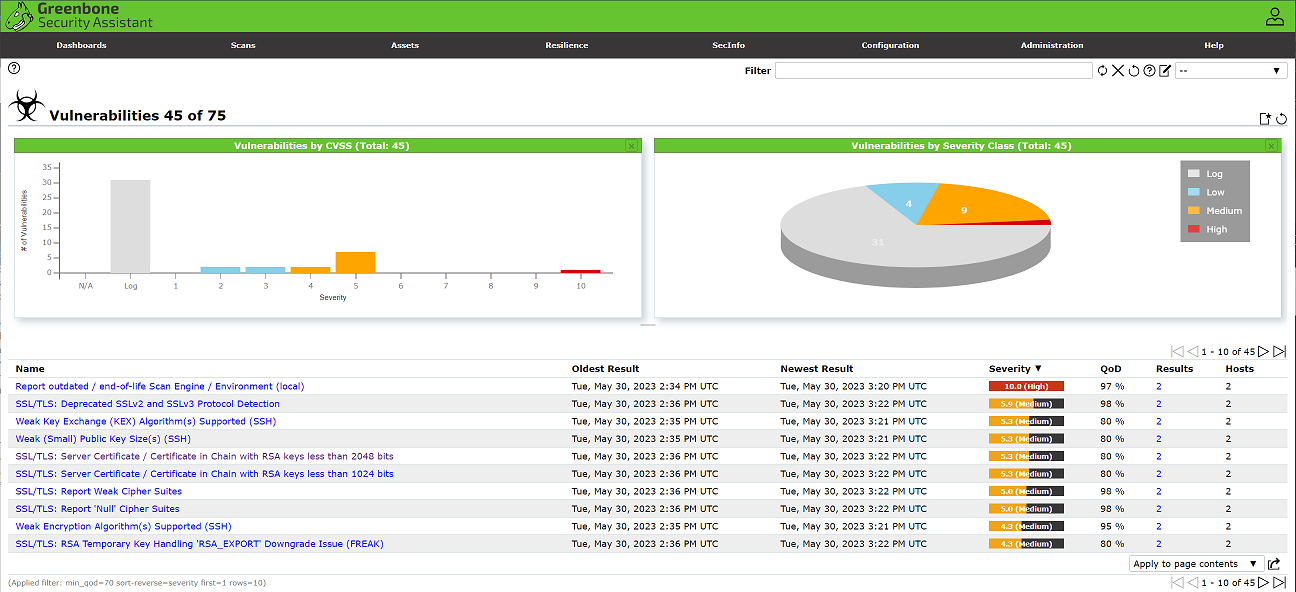 Greenbone
Security Assistant
Dashboards Scans Assets Resilience SecInfo Configuration Administration Help
Filter --
Vulnerabilities 45 of 75
Vulnerabilities by CVSS (Total: 45)
35
30
25
20
15
10
5
0
# of Vulnerabilities
N/A Log 1 2 3 4 5 6 7 8 9 10
Severity
Vulnerabilities by Severity Class (Total: 45)
4
9
31
Log
Low
Medium
High
1 - 10 of 45
Name Oldest Result Newest Result Severity ▼ QoD Results Hosts
Report outdated / end-of-life Scan Engine / Environment (local) Tue, May 30, 2023 2:34 PM UTC Tue, May 30, 2023 3:20 PM UTC 10.0 (High) 97 % 2 2
SSL/TLS: Deprecated SSLv2 and SSLv3 Protocol Detection Tue, May 30, 2023 2:36 PM UTC Tue, May 30, 2023 3:22 PM UTC 5.9 (Medium) 98 % 2 2
Weak Key Exchange (KEX) Algorithm(s) Supported (SSH) Tue, May 30, 2023 2:35 PM UTC Tue, May 30, 2023 3:21 PM UTC 5.3 (Medium) 80 % 2 2
Weak (Small) Public Key Size(s) (SSH) Tue, May 30, 2023 2:35 PM UTC Tue, May 30, 2023 3:21 PM UTC 5.3 (Medium) 80 % 2 2
SSL/TLS: Server Certificate / Certificate in Chain with RSA keys less than 2048 bits Tue, May 30, 2023 2:36 PM UTC Tue, May 30, 2023 3:22 PM UTC 5.3 (Medium) 80 % 2 2
SSL/TLS: Server Certificate / Certificate in Chain with RSA keys less than 1024 bits Tue, May 30, 2023 2:36 PM UTC Tue, May 30, 2023 3:22 PM UTC 5.3 (Medium) 80 % 2 2
SSL/TLS: Report Weak Cipher Suites Tue, May 30, 2023 2:36 PM UTC Tue, May 30, 2023 3:22 PM UTC 5.0 (Medium) 98 % 2 2
SSL/TLS: Report 'Null' Cipher Suites Tue, May 30, 2023 2:36 PM UTC Tue, May 30, 2023 3:22 PM UTC 5.0 (Medium) 98 % 2 2
Weak Encryption Algorithm(s) Supported (SSH) Tue, May 30, 2023 2:35 PM UTC Tue, May 30, 2023 3:21 PM UTC 4.3 (Medium) 95 % 2 2
SSL/TLS: RSA Temporary Key Handling 'RSA_EXPORT' Downgrade Issue (FREAK) Tue, May 30, 2023 2:36 PM UTC Tue, May 30, 2023 3:22 PM UTC 4.3 (Medium) 80 % 2 2
Apply to page contents ▼
(Applied filter: min_qod=70 sort-reverse=severity first=1 rows=10)
1 - 10 of 45